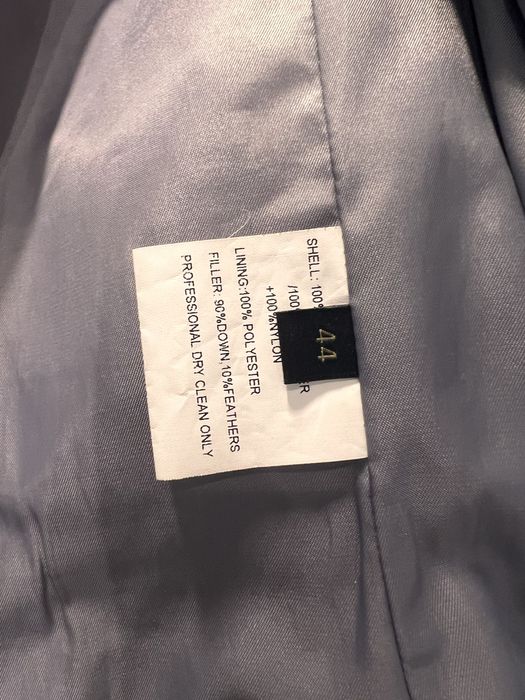 SHELL: 100%
/100
+100%NYLON
LINING:100% POLYESTER
FILLER: 90%DOWN,10%FEATHERS
PROFESSIONAL DRY CLEAN ONLY
44